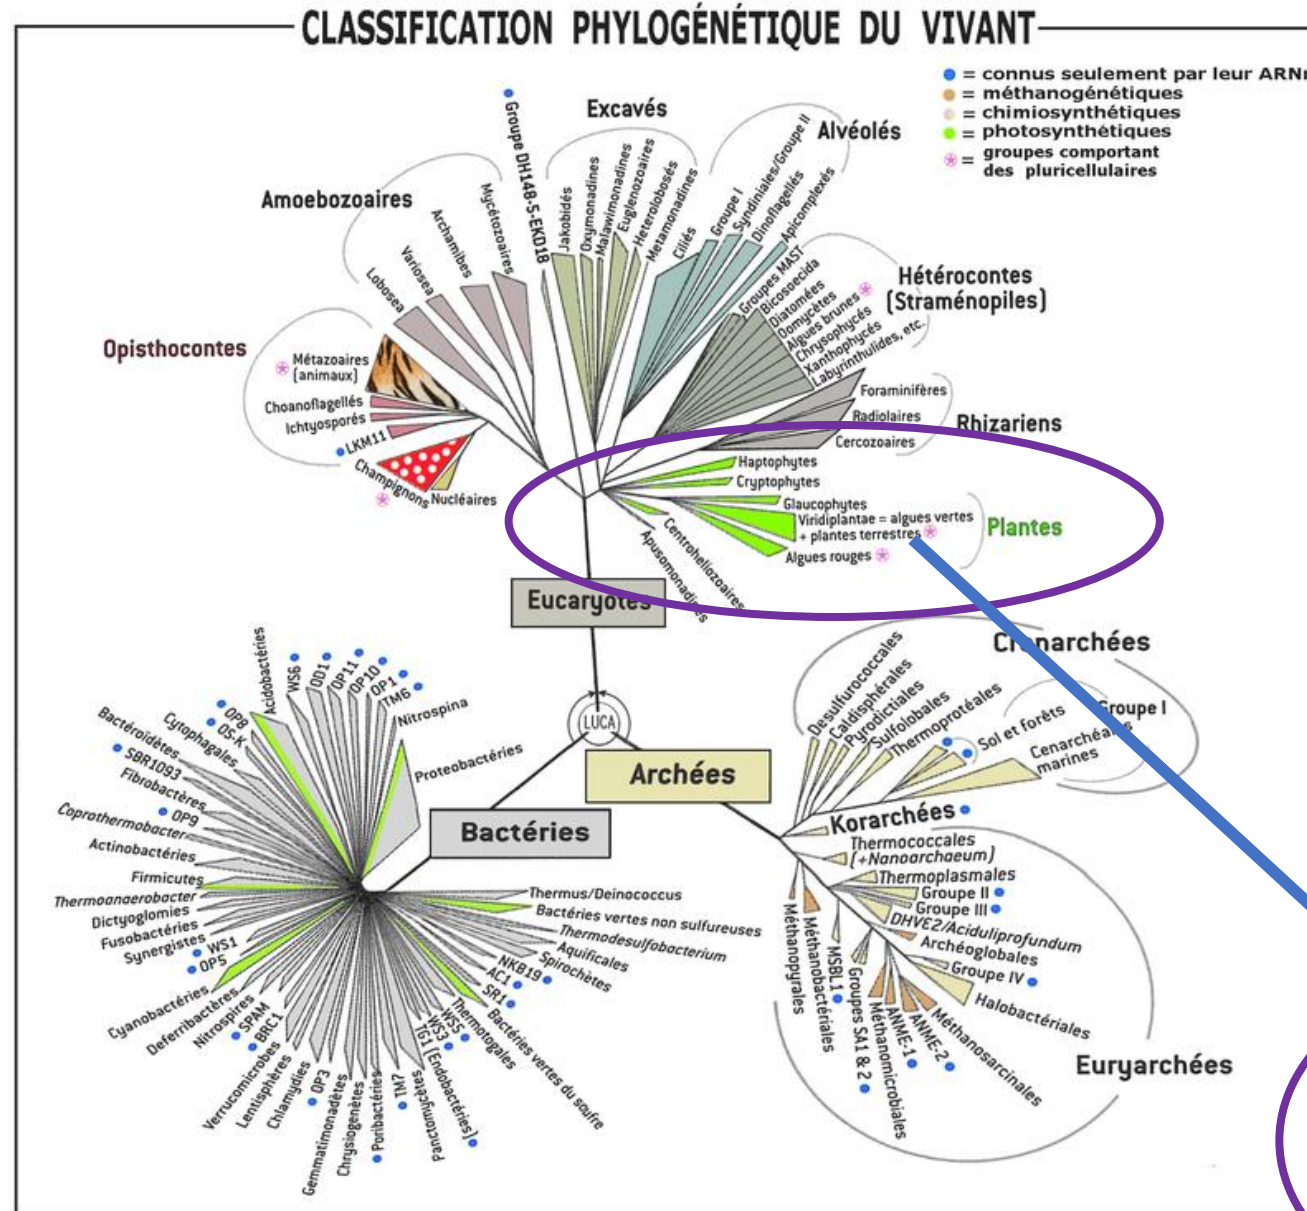 CLASSIFICATION PHYLOGÉNÉTIQUE DU VIVANT
= connus seulement par leur ARNr
= méthanogénétiques
= chimiosynthétiques
= photosynthétiques
= groupes comportant
des pluricellulaires
Opisthocontes
Métazoaires
(animaux)
Choanoflagellés
Ichtyosporés
LKM11
Champignons
Nucléaires
Amoebozoaires
Lobosea
Variosea
Archamibes
Mycétozoaires
Groupe DH148-5-EKD18
Excavés
Jakobidés
Oxymonadines
Malawimonadines
Euglenozoaires
Hétérolobosés
Metamonadines
Alvéolés
Ciliés
Groupe I
Syndiniales/Groupe II
Dinoflagellés
Apicomplexés
Hétérocontes
(Straménopiles)
Groupes MAST
Bicosoecida
Diatomées
Oomycètes
Algues brunes
Chrysophycés
Xanthophycés
Labyrinthulides, etc.
Rhizariens
Foraminifères
Radiolaires
Cercozoaires
Haptophytes
Cryptophytes
Glaucophytes
Viridiplantae = algues vertes
+ plantes terrestres
Algues rouges
Plantes
Centroheliozoaires
Apusomonadines
Eucaryotes
LUCA
Archées
Bactéries
Crenarchées
Desulfurococcales
Caldisphérales
Pyrodictiales
Sulfolobales
Thermoprotéales
Sol et forêts
Groupe I
Cenarchéales
marines
Korarchées
Thermococcales
(+Nanoarchaeum)
Thermoplasmales
Groupe II
Groupe III
DHVE2/Aciduliprofundum
Archéoglobales
Groupe IV
Halobactériales
Méthanosarcinales
ANME-2
ANME-1
Méthanomicrobiales
Groupes SA1 & 2
MSBL1
Méthanobactériales
Méthanopyrales
Euryarchées
Acidobactéries
WS6
OD1
OP11
OP10
OP1
TM6
Nitrospina
Proteobactéries
OP8
OS-K
Cytophagales
Bactéroïdètes
SBR1093
Fibrobactères
OP9
Coprothermobacter
Actinobactéries
Firmicutes
Thermoanaerobacter
Dictyoglomies
Fusobactéries
Synergistes
WS1
OP5
Cyanobactéries
Deferribactères
Nitrospires
SPAM
BRC1
Verrucomicrobes
Lentisphères
Chlamydies
OP3
Gemmatimonadètes
Chrysiogenètes
Poribactéries
TM7
Planctomycètes
TG1 (Endobactéries)
WS3
WS5
Thermotogales
Bactéries vertes du soufre
SR1
AC1
NKB19
Spirochètes
Aquificales
Thermodesulfobacterium
Bactéries vertes non sulfureuses
Thermus/Deinococcus